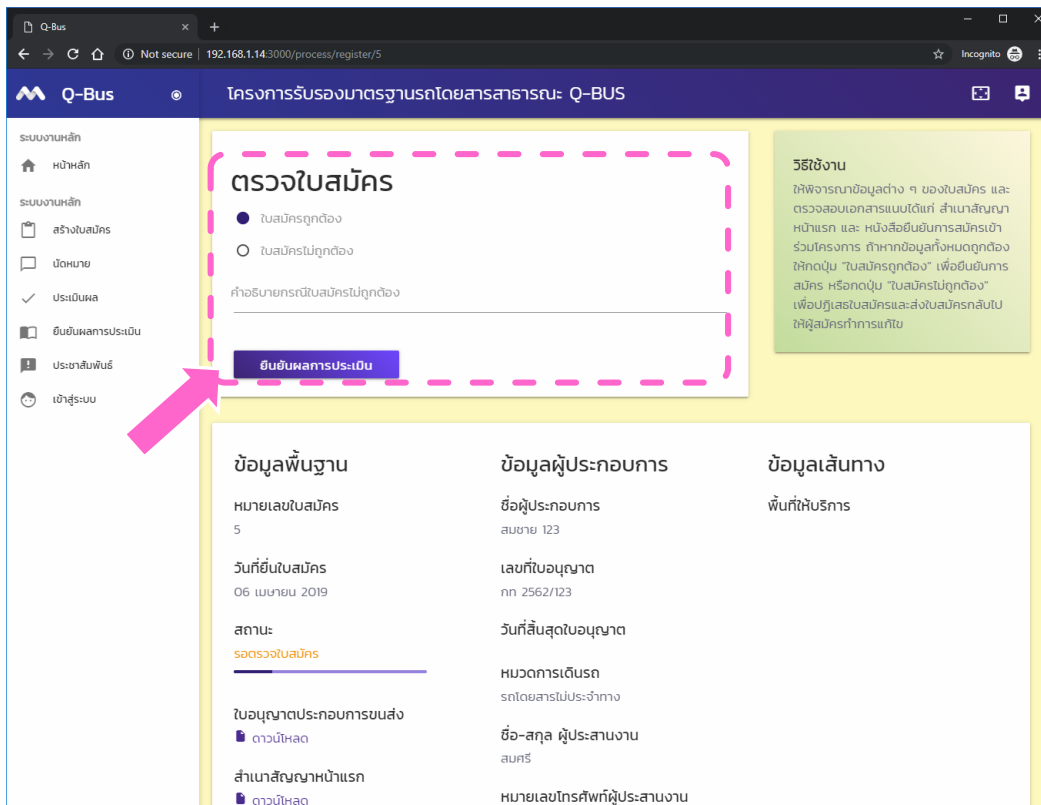 Q-Bus
Not secure | 192.168.1.14:3000/process/register/5
Incognito
Q-Bus
โครงการรับรองมาตรฐานรถโดยสารสาธารณะ Q-BUS
ระบบงานหลัก
หน้าหลัก
ระบบงานหลัก
สร้างใบสมัคร
นัดหมาย
ประเมินผล
ยืนยันผลการประเมิน
ประชาสัมพันธ์
เข้าสู่ระบบ
ตรวจใบสมัคร
ใบสมัครถูกต้อง
ใบสมัครไม่ถูกต้อง
คำอธิบายกรณีใบสมัครไม่ถูกต้อง
ยืนยันผลการประเมิน
วิธีใช้งาน
ให้พิจารณาข้อมูลต่าง ๆ ของใบสมัคร และ
ตรวจสอบเอกสารแนบได้แก่ สำเนาสัญญา
หน้าแรก และ หนังสือยืนยันการสมัครเข้า
ร่วมโครงการ ถ้าหากข้อมูลทั้งหมดถูกต้อง
ให้กดปุ่ม "ใบสมัครถูกต้อง" เพื่อยืนยันการ
สมัคร หรือกดปุ่ม "ใบสมัครไม่ถูกต้อง"
เพื่อปฏิเสธใบสมัครและส่งใบสมัครกลับไป
ให้ผู้สมัครทำการแก้ไข
ข้อมูลพื้นฐาน
หมายเลขใบสมัคร
5
วันที่ยื่นใบสมัคร
06 เมษายน 2019
สถานะ
รอตรวจใบสมัคร
ใบอนุญาตประกอบการขนส่ง
ดาวน์โหลด
สำเนาสัญญาหน้าแรก
ดาวน์โหลด
ข้อมูลผู้ประกอบการ
ชื่อผู้ประกอบการ
สมชาย 123
เลขที่ใบอนุญาต
กท 2562/123
วันที่สิ้นสุดใบอนุญาต
หมวดการเดินรถ
รถโดยสารไม่ประจำทาง
ชื่อ-สกุล ผู้ประสานงาน
สมศรี
หมายเลขโทรศัพท์ผู้ประสานงาน
ข้อมูลเส้นทาง
พื้นที่ให้บริการ